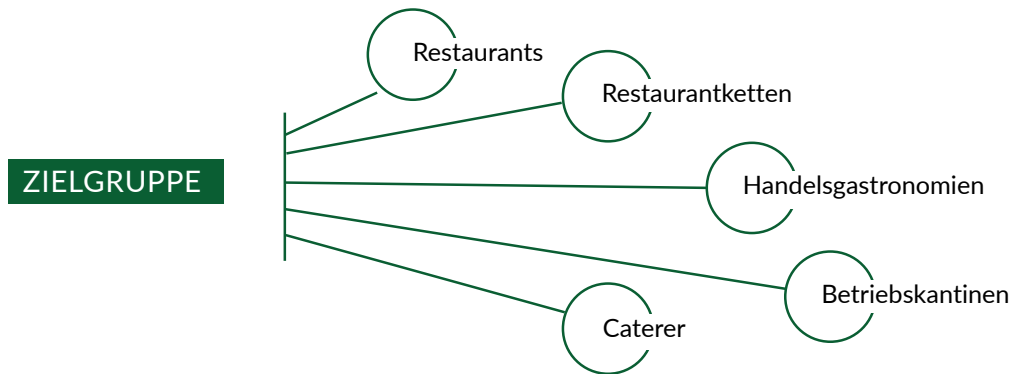 ZIELGRUPPE
Restaurants
Restaurantketten
Handelsgastronomien
Betriebskantinen
Caterer